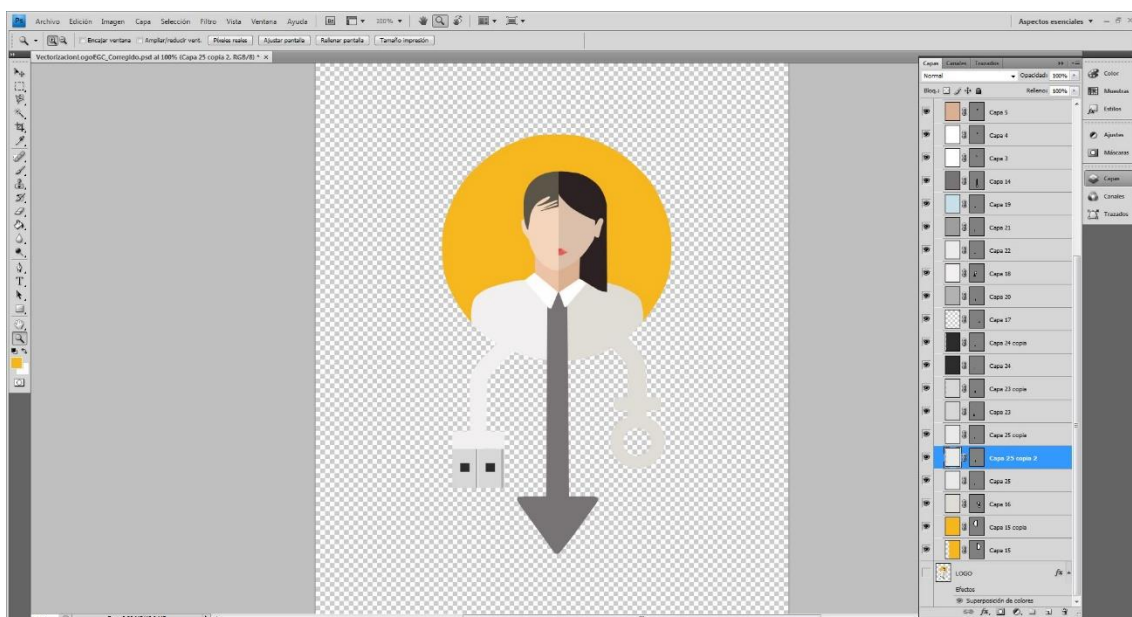 Ps Archivo Edición Imagen Capa Selección Filtro Vista Ventana Ayuda Br 100% Aspectos esenciales
Encajar ventana Ampliar/reducir vent. Píxeles reales Ajustar pantalla Rellenar pantalla Tamaño impresión
VectorizacionLogoEGC_Corregido.psd al 100% (Capa 25 copia 2, RGB/8) * ×
Capas Canales Trazados
Normal Opacidad: 100%
Bloq.: Relleno: 100%
Capa 5
Capa 4
Capa 3
Capa 14
Capa 19
Capa 21
Capa 22
Capa 18
Capa 20
Capa 17
Capa 24 copia
Capa 24
Capa 23 copia
Capa 23
Capa 25 copia
Capa 25 copia 2
Capa 25
Capa 16
Capa 15 copia
Capa 15
LOGO fx
Efectos
Superposición de colores
Color
Muestras
Estilos
Ajustes
Máscaras
Capas
Canales
Trazados